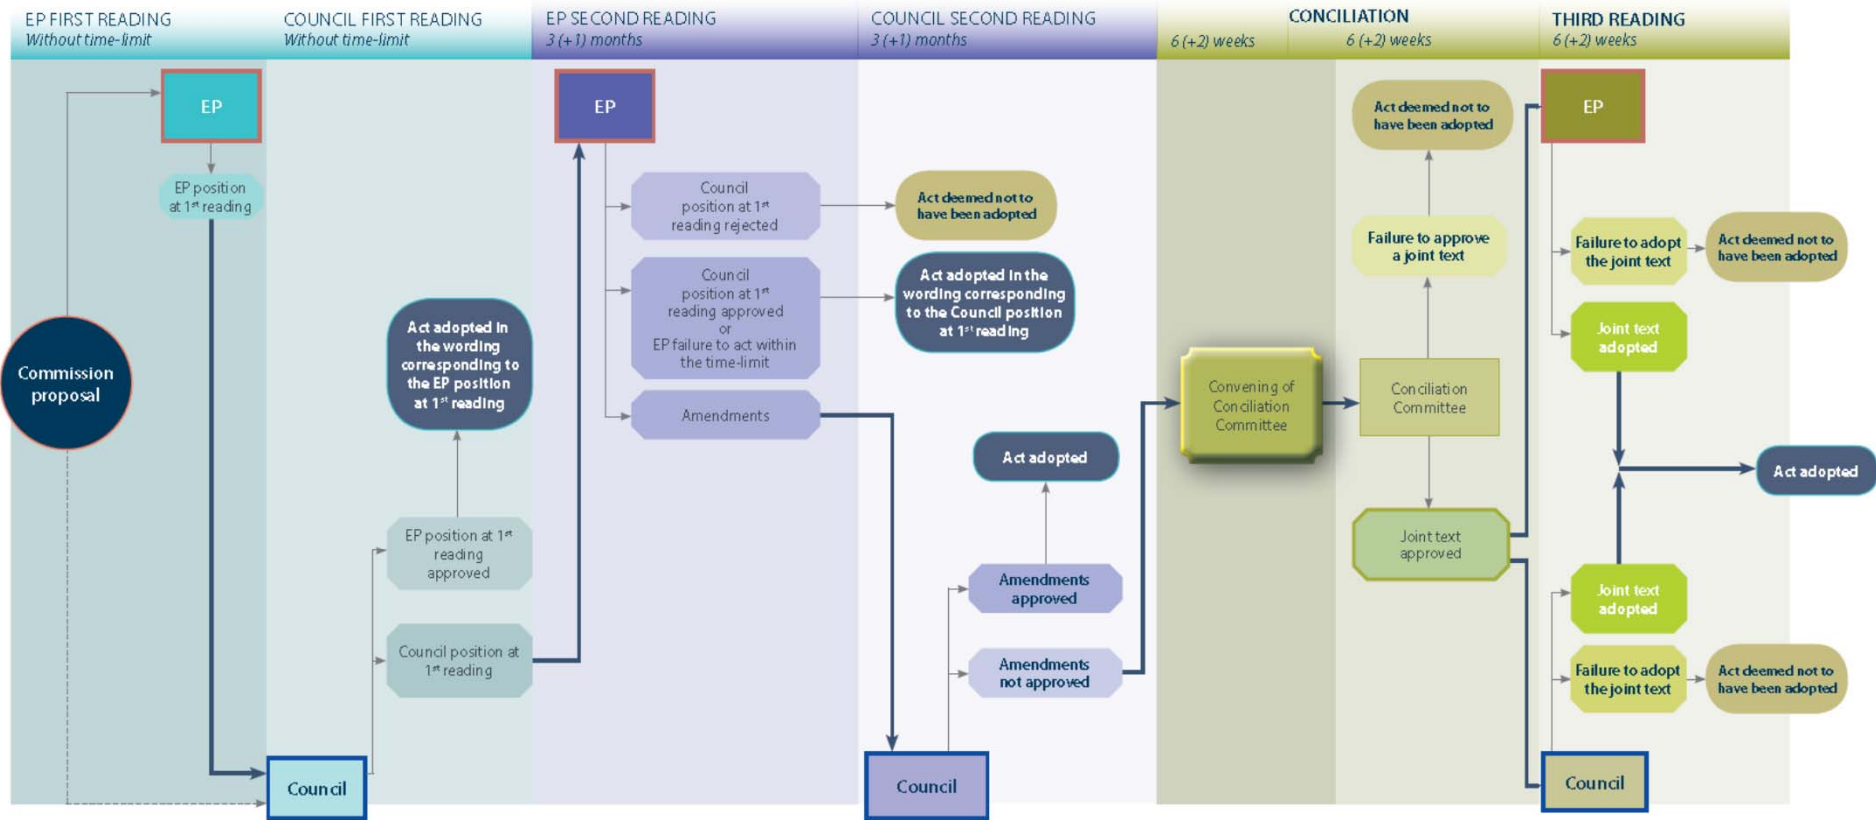 EP FIRST READING
Without time-limit
COUNCIL FIRST READING
Without time-limit
EP SECOND READING
3 (+1) months
COUNCIL SECOND READING
3 (+1) months
CONCILIATION
6 (+2) weeks
6 (+2) weeks
THIRD READING
6 (+2) weeks
EP
EP position
at 1st reading
Commission
proposal
Council
Act adopted in
the wording
corresponding to
the EP position
at 1st reading
EP position at 1st
reading
approved
Council position at
1st reading
EP
Council
position at 1st
reading rejected
Council
position at 1st
reading approved
or
EP failure to act within
the time-limit
Amendments
Act deemed not to
have been adopted
Act adopted in the
wording corresponding
to the Council position
at 1st reading
Act adopted
Amendments
approved
Amendments
not approved
Council
Convening of
Conciliation
Committee
Act deemed not to
have been adopted
Failure to approve
a joint text
Conciliation
Committee
Joint text
approved
EP
Failure to adopt
the joint text
Act deemed not to
have been adopted
Joint text
adopted
Act adopted
Joint text
adopted
Failure to adopt
the joint text
Act deemed not to
have been adopted
Council